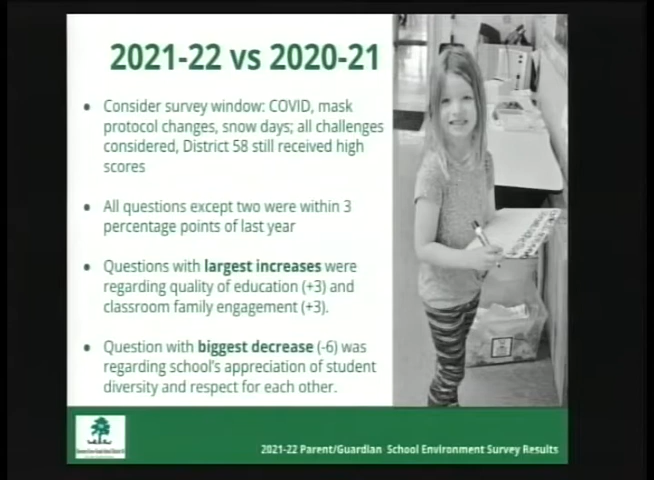 2021-22 vs 2020-21
• Consider survey window: COVID, mask
protocol changes, snow days; all challenges
considered, District 58 still received high
scores
• All questions except two were within 3
percentage points of last year
• Questions with largest increases were
regarding quality of education (+3) and
classroom family engagement (+3).
• Question with biggest decrease (-6) was
regarding school's appreciation of student
diversity and respect for each other.
2021-22 Parent/Guardian School Environment Survey Results